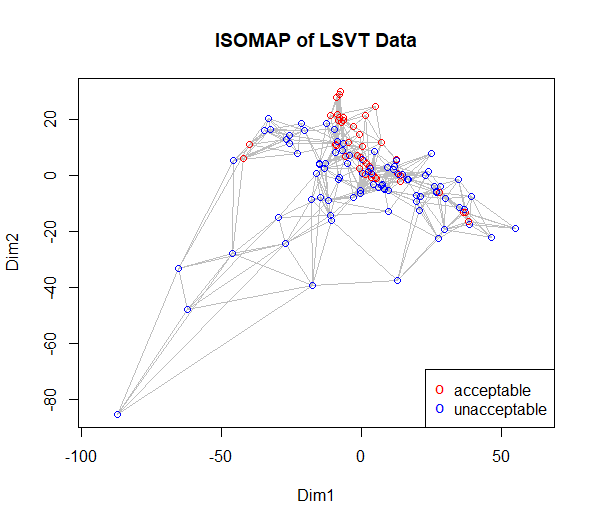 ISOMAP of LSVT Data
20
0
-20
-40
-60
-80
Dim2
-100
-50
0
50
Dim1
o acceptable
o unacceptable